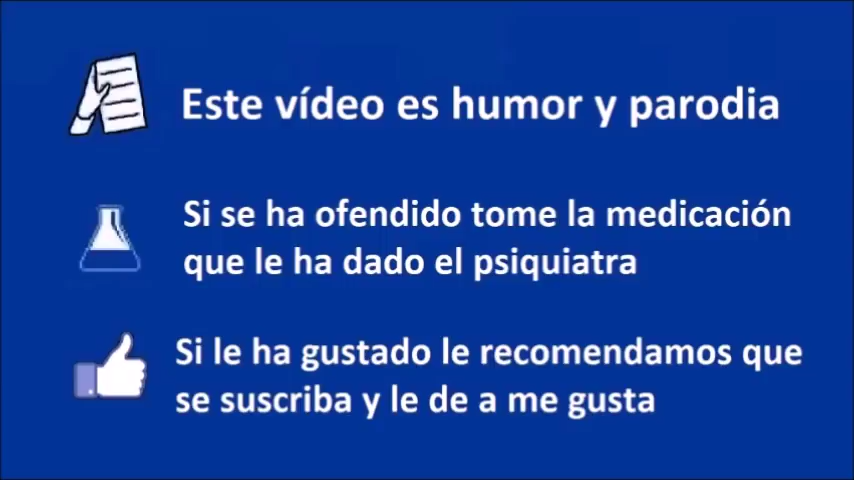 Este vídeo es humor y parodia
Si se ha ofendido tome la medicación
que le ha dado el psiquiatra
Si le ha gustado le recomendamos que
se suscriba y le de a me gusta